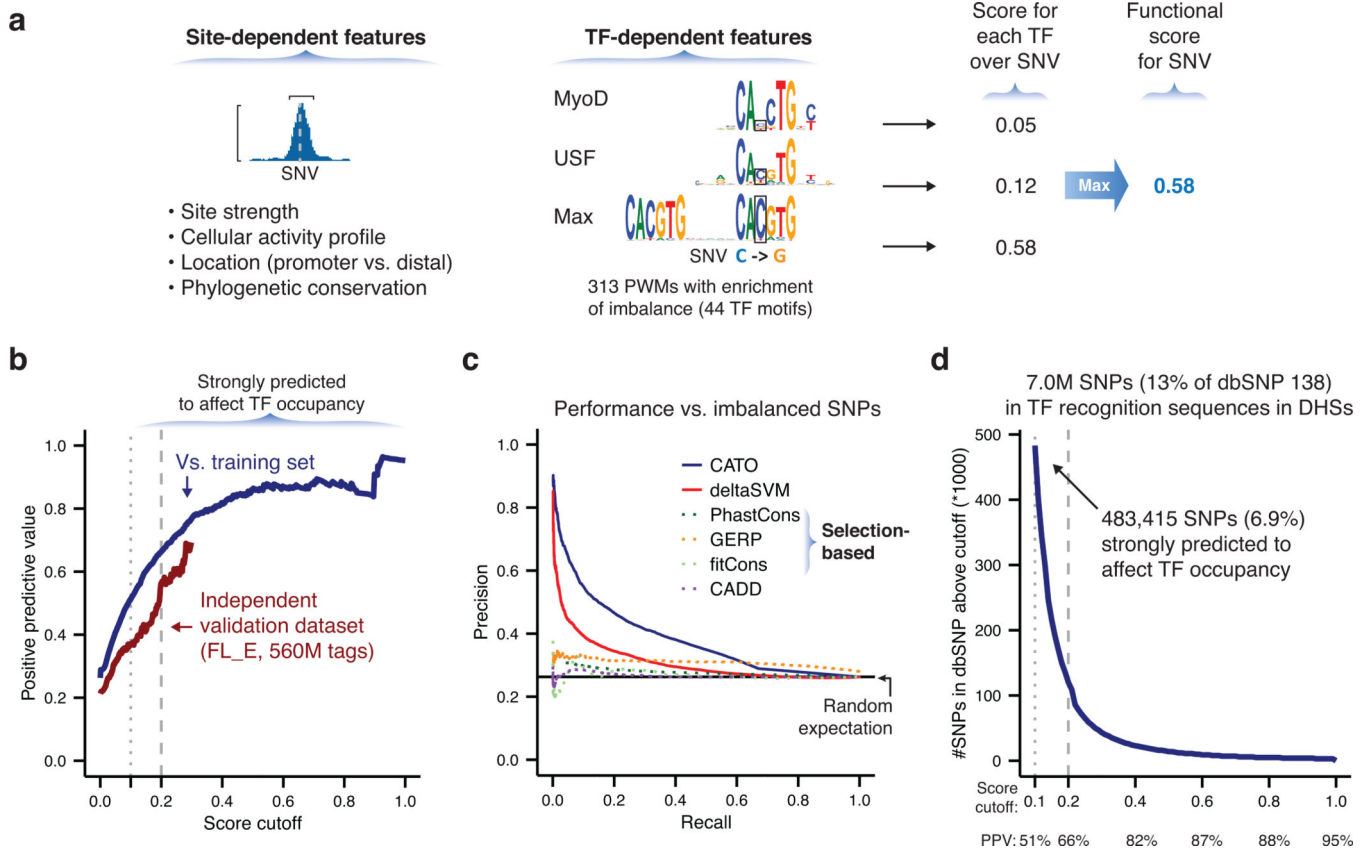 a
Site-dependent features
SNV
• Site strength
• Cellular activity profile
• Location (promoter vs. distal)
• Phylogenetic conservation
TF-dependent features
MyoD
CA CTG
USF
CACGTG
Max
CACGTG CACGTG
SNV C -> G
313 PWMs with enrichment
of imbalance (44 TF motifs)
Score for
each TF
over SNV
0.05
0.12
0.58
Max
Functional
score
for SNV
0.58
b
Strongly predicted
to affect TF occupancy
Vs. training set
Independent
validation dataset
(FL_E, 560M tags)
Positive predictive value
1.0
0.8
0.6
0.4
0.2
0.0
0.0 0.2 0.4 0.6 0.8 1.0
Score cutoff
c
Performance vs. imbalanced SNPs
CATO
deltaSVM
PhastCons
GERP
fitCons
CADD
Selection-
based
Random
expectation
Precision
1.0
0.8
0.6
0.4
0.2
0.0
0.0 0.2 0.4 0.6 0.8 1.0
Recall
d
7.0M SNPs (13% of dbSNP 138)
in TF recognition sequences in DHSs
483,415 SNPs (6.9%)
strongly predicted to
affect TF occupancy
#SNPs in dbSNP above cutoff (*1000)
500
400
300
200
100
0
Score
cutoff: 0.1 0.2 0.4 0.6 0.8 1.0
PPV: 51% 66% 82% 87% 88% 95%